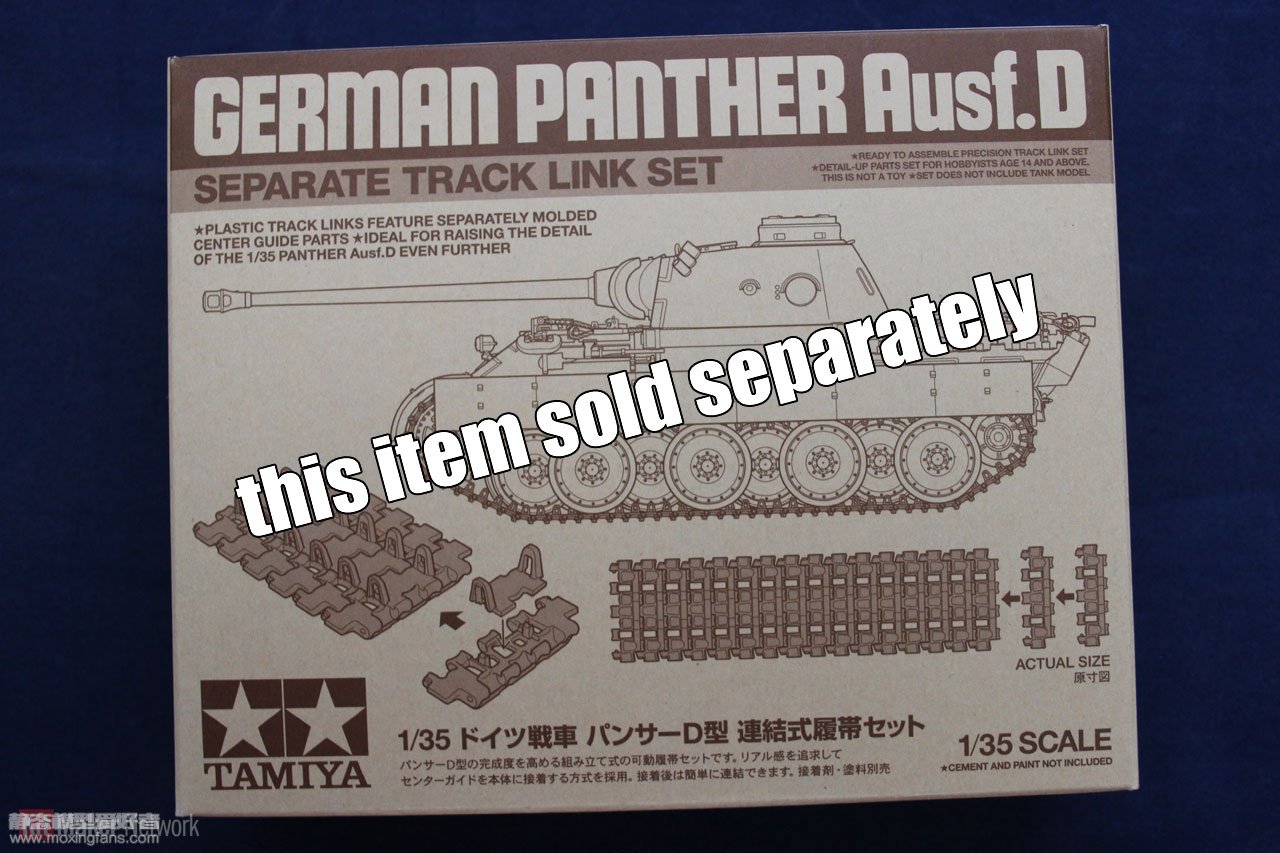 GERMAN PANTHER Ausf.D
SEPARATE TRACK LINK SET
★READY TO ASSEMBLE PRECISION TRACK LINK SET
★DETAIL-UP PARTS SET FOR HOBBYISTS AGE 14 AND ABOVE.
THIS IS NOT A TOY ★SET DOES NOT INCLUDE TANK MODEL
★PLASTIC TRACK LINKS FEATURE SEPARATELY MOLDED
CENTER GUIDE PARTS ★IDEAL FOR RAISING THE DETAIL
OF THE 1/35 PANTHER Ausf.D EVEN FURTHER
this item sold separately
ACTUAL SIZE
原寸図
TAMIYA
1/35 ドイツ戦車 パンサーD型 連結式履帯セット
パンサーD型の完成度を高める組み立て式の可動履帯セットです。リアル感を追求して
センターガイドを本体に接着する方式を採用。接着後は簡単に連結できます。接着剤・塗料別売
1/35 SCALE
★CEMENT AND PAINT NOT INCLUDED
静态模型爱好者
www.moxingfans.com